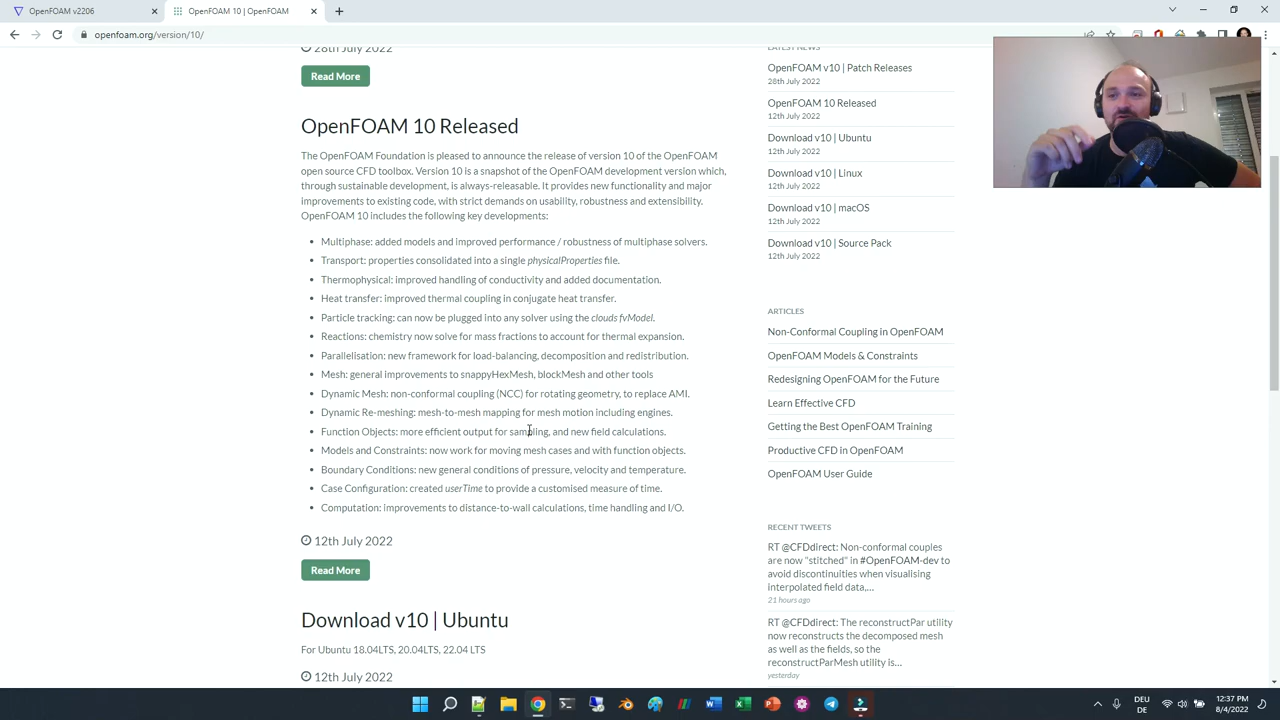 OpenFOAM v2206
OpenFOAM 10 | OpenFOAM
openfoam.org/version/10/
28th July 2022
Read More
OpenFOAM 10 Released
The OpenFOAM Foundation is pleased to announce the release of version 10 of the OpenFOAM
open source CFD toolbox. Version 10 is a snapshot of the OpenFOAM development version which,
through sustainable development, is always-releasable. It provides new functionality and major
improvements to existing code, with strict demands on usability, robustness and extensibility.
OpenFOAM 10 includes the following key developments:
Multiphase: added models and improved performance / robustness of multiphase solvers.
Transport: properties consolidated into a single physicalProperties file.
Thermophysical: improved handling of conductivity and added documentation.
Heat transfer: improved thermal coupling in conjugate heat transfer.
Particle tracking: can now be plugged into any solver using the clouds fvModel.
Reactions: chemistry now solve for mass fractions to account for thermal expansion.
Parallelisation: new framework for load-balancing, decomposition and redistribution.
Mesh: general improvements to snappyHexMesh, blockMesh and other tools
Dynamic Mesh: non-conformal coupling (NCC) for rotating geometry, to replace AMI.
Dynamic Re-meshing: mesh-to-mesh mapping for mesh motion including engines.
Function Objects: more efficient output for sampling, and new field calculations.
Models and Constraints: now work for moving mesh cases and with function objects.
Boundary Conditions: new general conditions of pressure, velocity and temperature.
Case Configuration: created userTime to provide a customised measure of time.
Computation: improvements to distance-to-wall calculations, time handling and I/O.
12th July 2022
Read More
Download v10 | Ubuntu
For Ubuntu 18.04LTS, 20.04LTS, 22.04 LTS
12th July 2022
LATEST NEWS
OpenFOAM v10 | Patch Releases
28th July 2022
OpenFOAM 10 Released
12th July 2022
Download v10 | Ubuntu
12th July 2022
Download v10 | Linux
12th July 2022
Download v10 | macOS
12th July 2022
Download v10 | Source Pack
12th July 2022
ARTICLES
Non-Conformal Coupling in OpenFOAM
OpenFOAM Models & Constraints
Redesigning OpenFOAM for the Future
Learn Effective CFD
Getting the Best OpenFOAM Training
Productive CFD in OpenFOAM
OpenFOAM User Guide
RECENT TWEETS
RT @CFDdirect: Non-conformal couples
are now "stitched" in #OpenFOAM-dev to
avoid discontinuities when visualising
interpolated field data,...
21 hours ago
RT @CFDdirect: The reconstructPar utility
now reconstructs the decomposed mesh
as well as the fields, so the
reconstructParMesh utility is...
yesterday
DEU
DE
12:37 PM
8/4/2022